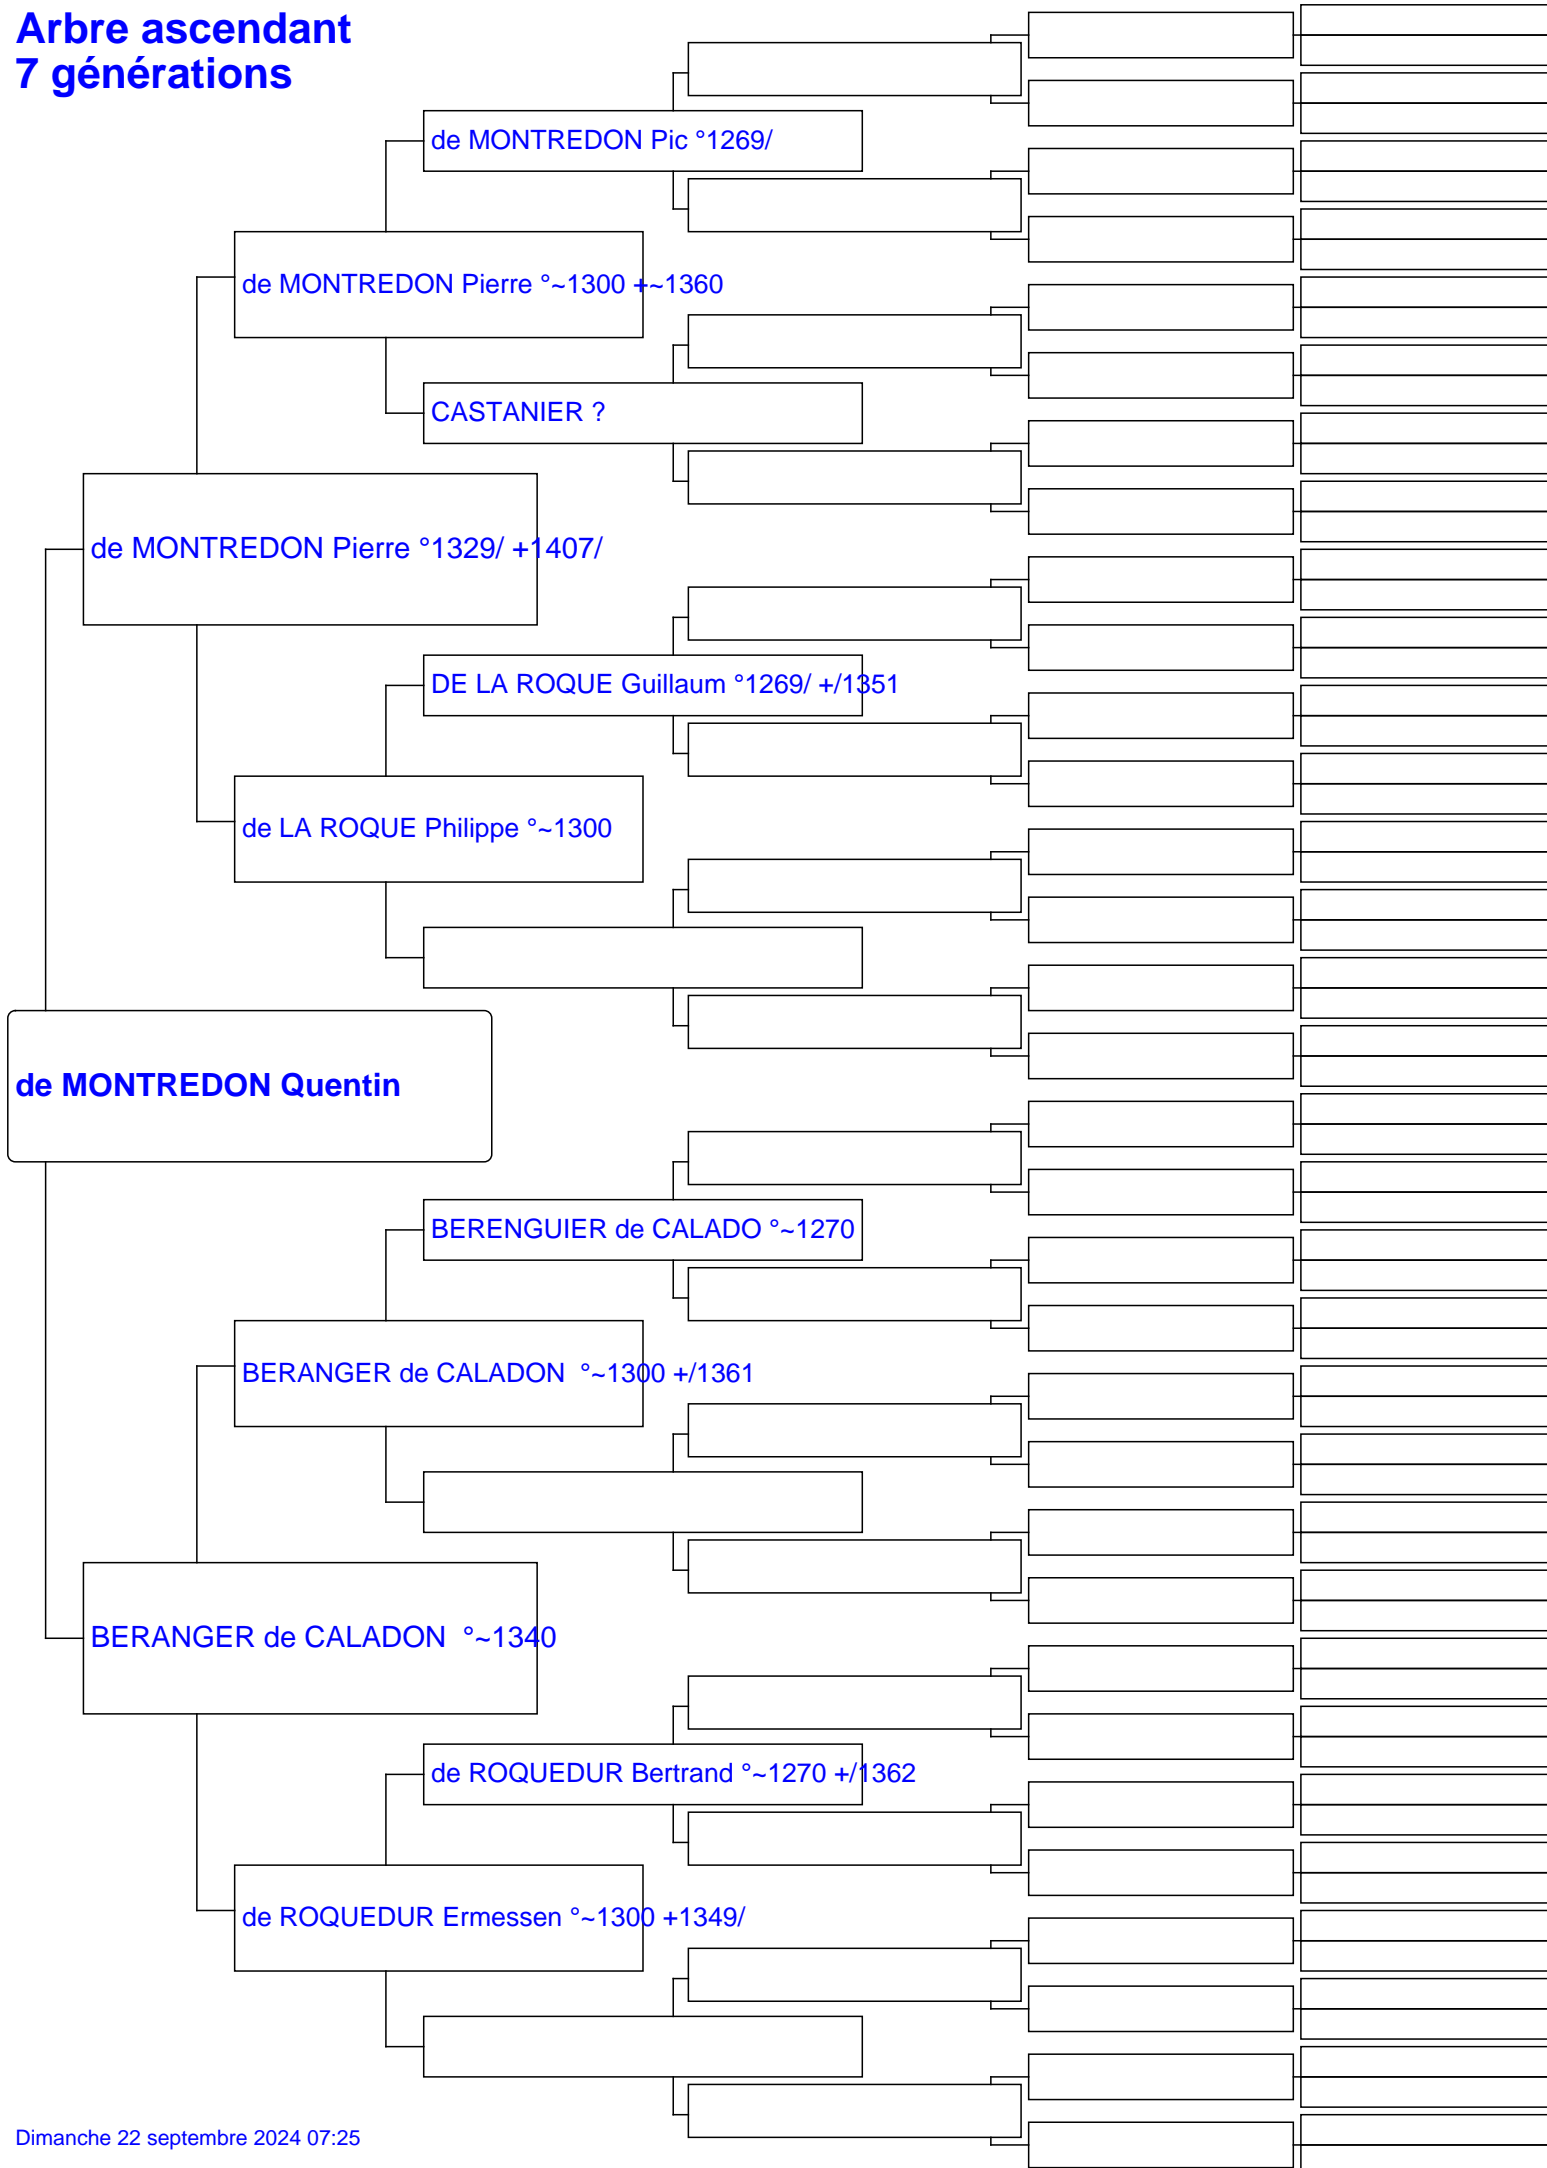 Arbre ascendant
7 générations
de MONTREDON Pic °1269/
de MONTREDON Pierre °~1300 +~1360
CASTANIER ?
de MONTREDON Pierre °1329/ +1407/
DE LA ROQUE Guillaum °1269/ +/1351
de LA ROQUE Philippe °~1300
de MONTREDON Quentin
BERENGUIER de CALADO °~1270
BERANGER de CALADON  °~1300 +/1361
BERANGER de CALADON  °~1340
de ROQUEDUR Bertrand °~1270 +/1362
de ROQUEDUR Ermessen °~1300 +1349/
Dimanche 22 septembre 2024 07:25